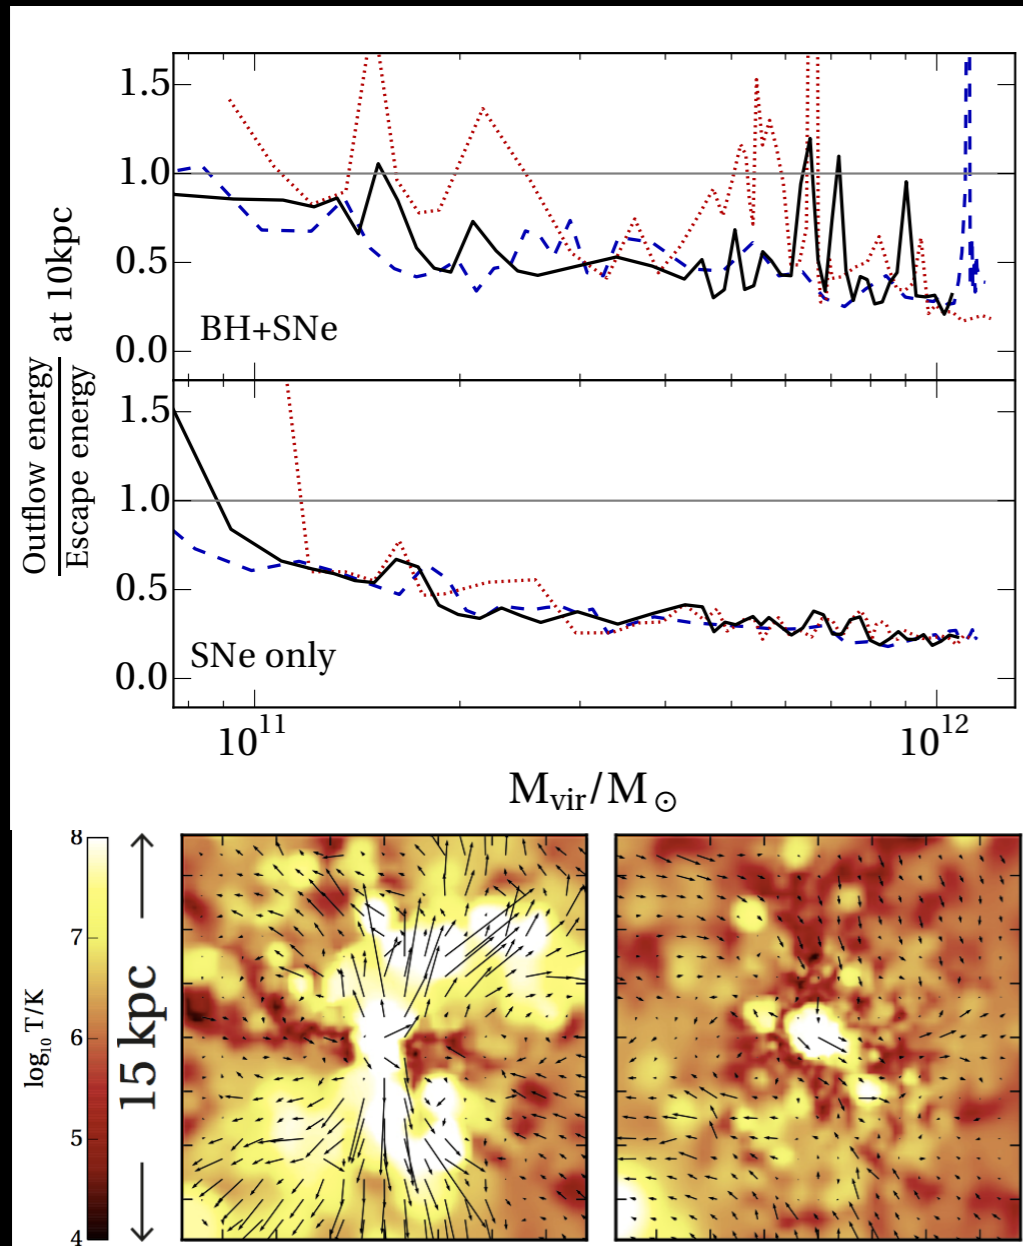 1.5
1.0
0.5
0.0
BH+SNe
Outflow energy
Escape energy
at 10kpc
1.5
1.0
0.5
0.0
SNe only
10^11
10^12
M_vir/M_⊙
8
7
6
5
4
log_10 T/K
15 kpc